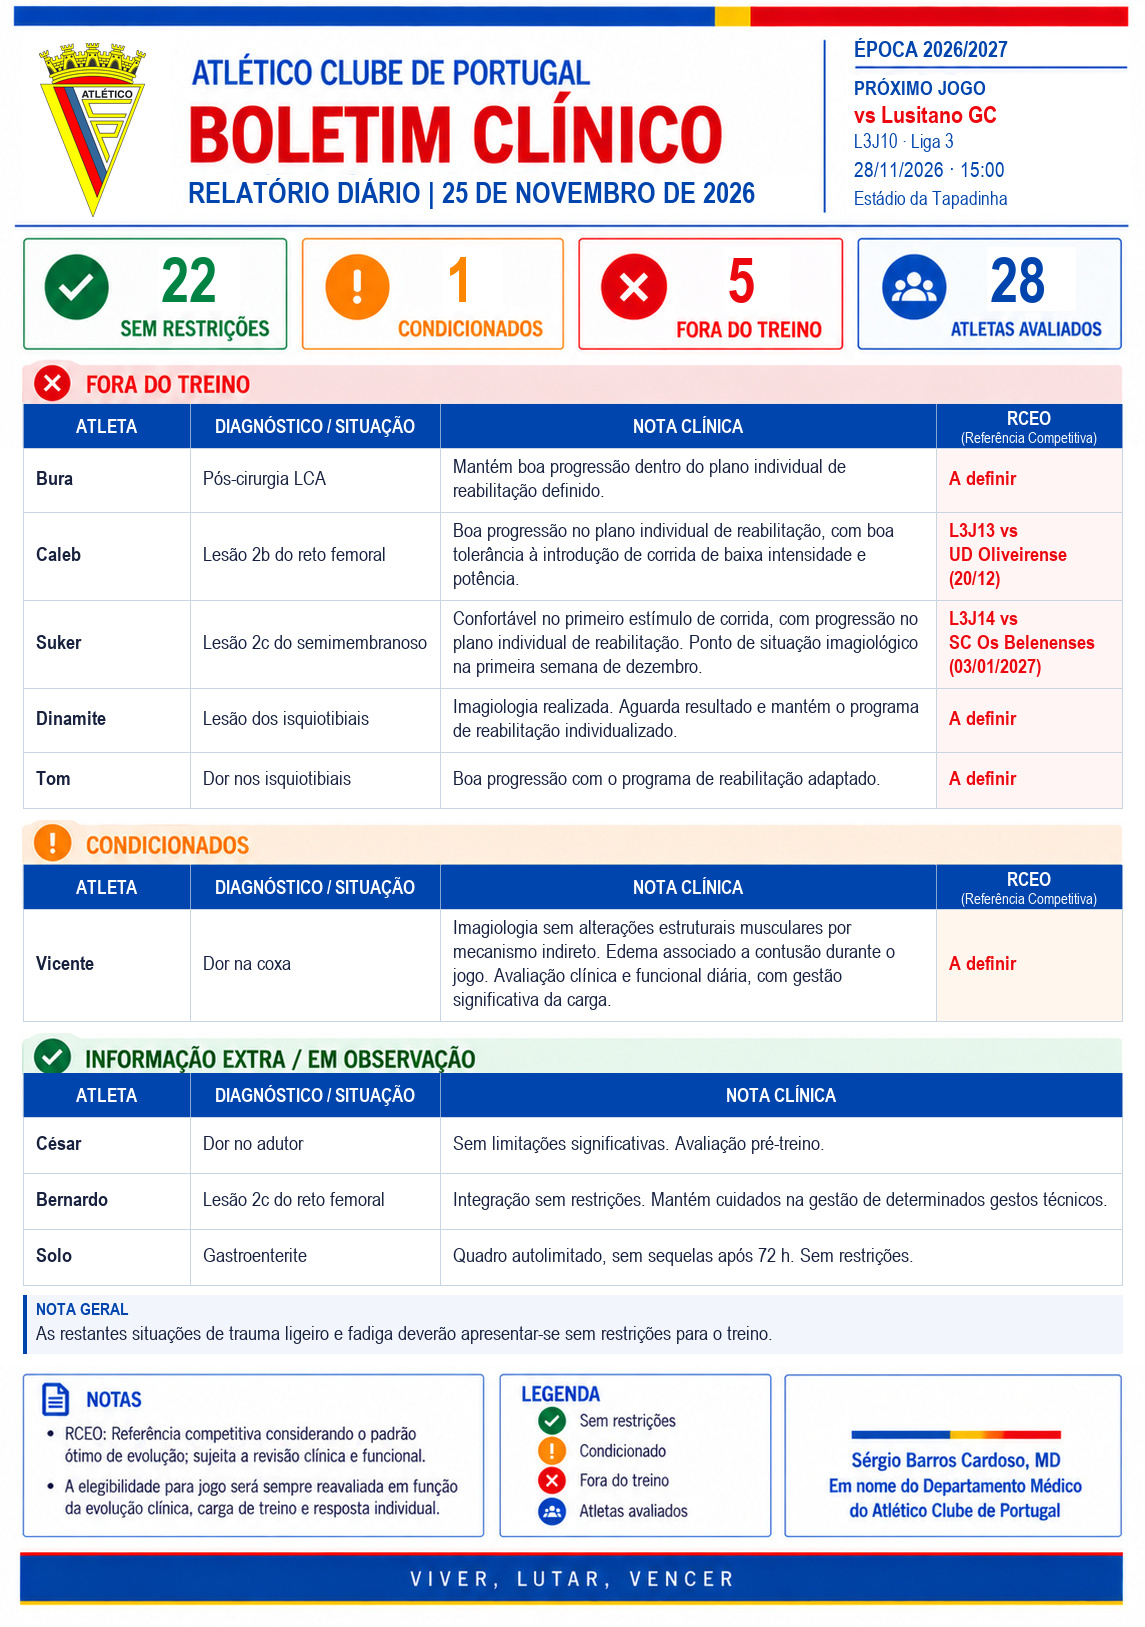 ATLÉTICO
ATLÉTICO CLUBE DE PORTUGAL
BOLETIM CLÍNICO
RELATÓRIO DIÁRIO | 25 DE NOVEMBRO DE 2026
ÉPOCA 2026/2027
PRÓXIMO JOGO
vs Lusitano GC
L3J10 · Liga 3
28/11/2026 · 15:00
Estádio da Tapadinha
22
SEM RESTRIÇÕES
1
CONDICIONADOS
5
FORA DO TREINO
28
ATLETAS AVALIADOS
FORA DO TREINO
ATLETA DIAGNÓSTICO / SITUAÇÃO NOTA CLÍNICA RCEO
(Referência Competitiva)
Bura
Pós-cirurgia LCA
Mantém boa progressão dentro do plano individual de
reabilitação definido.
A definir
Caleb
Lesão 2b do reto femoral
Boa progressão no plano individual de reabilitação, com boa
tolerância à introdução de corrida de baixa intensidade e
potência.
L3J13 vs
UD Oliveirense
(20/12)
Suker
Lesão 2c do semimembranoso
Confortável no primeiro estímulo de corrida, com progressão no
plano individual de reabilitação. Ponto de situação imagiológico
na primeira semana de dezembro.
L3J14 vs
SC Os Belenenses
(03/01/2027)
Dinamite
Lesão dos isquiotibiais
Imagiologia realizada. Aguarda resultado e mantém o programa
de reabilitação individualizado.
A definir
Tom
Dor nos isquiotibiais
Boa progressão com o programa de reabilitação adaptado.
A definir
CONDICIONADOS
ATLETA DIAGNÓSTICO / SITUAÇÃO NOTA CLÍNICA RCEO
(Referência Competitiva)
Vicente
Dor na coxa
Imagiologia sem alterações estruturais musculares por
mecanismo indireto. Edema associado a contusão durante o
jogo. Avaliação clínica e funcional diária, com gestão
significativa da carga.
A definir
INFORMAÇÃO EXTRA / EM OBSERVAÇÃO
ATLETA DIAGNÓSTICO / SITUAÇÃO NOTA CLÍNICA
César Dor no adutor Sem limitações significativas. Avaliação pré-treino.
Bernardo Lesão 2c do reto femoral Integração sem restrições. Mantém cuidados na gestão de determinados gestos técnicos.
Solo Gastroenterite Quadro autolimitado, sem sequelas após 72 h. Sem restrições.
NOTA GERAL
As restantes situações de trauma ligeiro e fadiga deverão apresentar-se sem restrições para o treino.
NOTAS
• RCEO: Referência competitiva considerando o padrão
ótimo de evolução; sujeita a revisão clínica e funcional.
• A elegibilidade para jogo será sempre reavaliada em função
da evolução clínica, carga de treino e resposta individual.
LEGENDA
Sem restrições
Condicionado
Fora do treino
Atletas avaliados
Sérgio Barros Cardoso, MD
Em nome do Departamento Médico
do Atlético Clube de Portugal
VIVER, LUTAR, VENCER